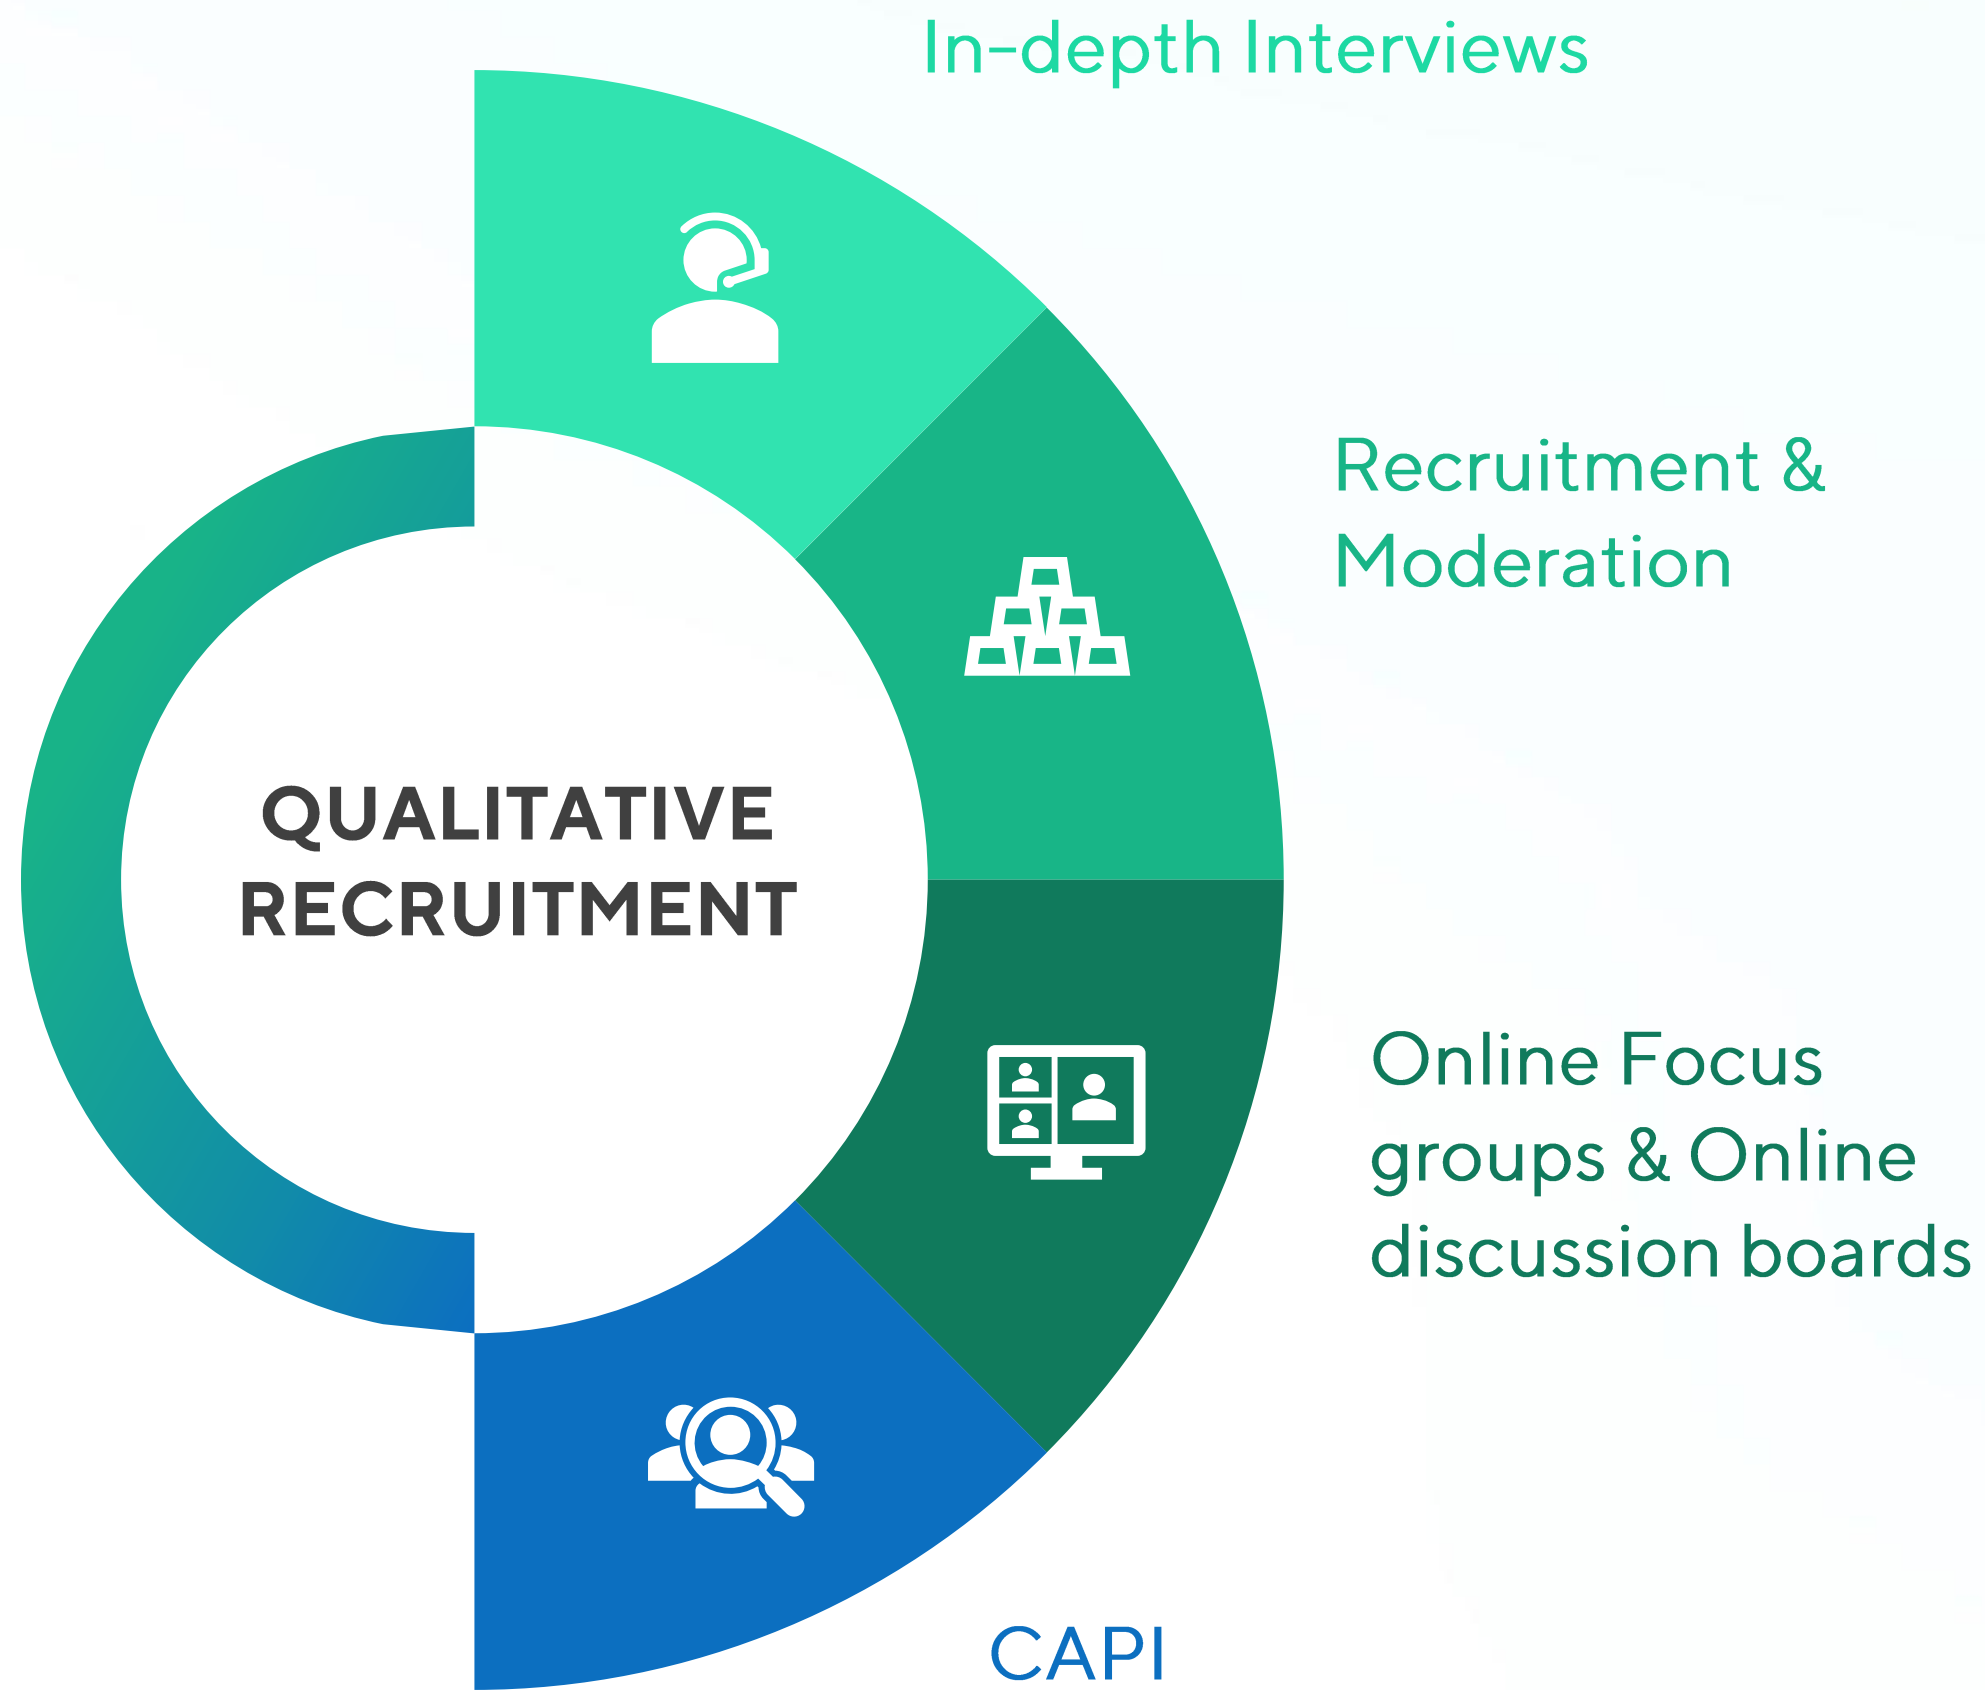 In-depth Interviews
Recruitment &
Moderation
QUALITATIVE
RECRUITMENT
Online Focus
groups & Online
discussion boards
CAPI